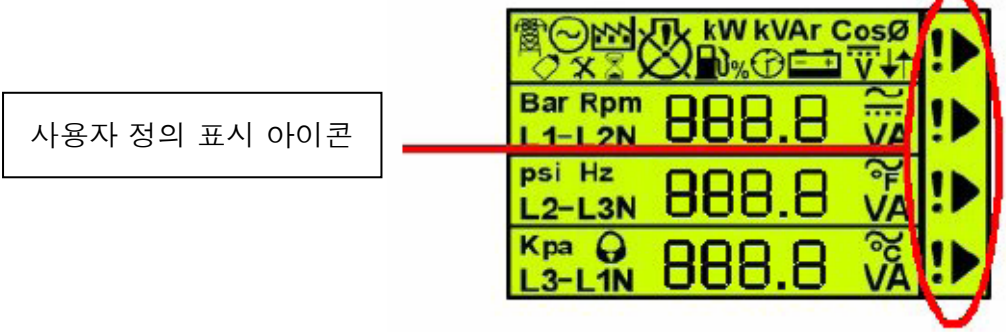 사용자 정의 표시 아이콘
kW kVAr CosØ
% V
!
Bar Rpm 888.8
L1-L2N VA
!
psi Hz 888.8 °F
L2-L3N VA
!
Kpa 888.8 °C
L3-L1N VA
!